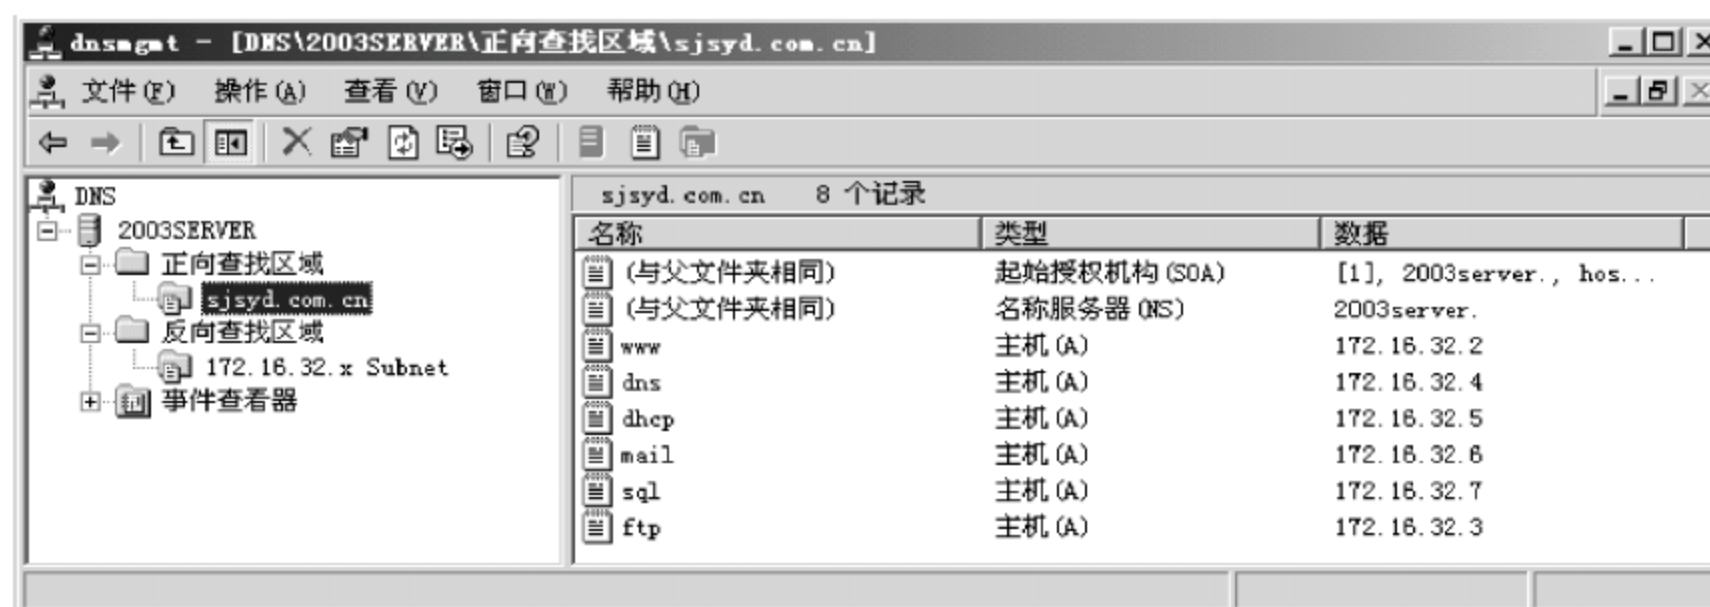 dnsmgmt - [DNS\2003SERVER\正向查找区域\sjsyd.com.cn]
文件(F) 操作(A) 查看(V) 窗口(W) 帮助(H)
DNS
2003SERVER
正向查找区域
sjsyd.com.cn
反向查找区域
172.16.32.x Subnet
事件查看器
sjsyd.com.cn 8 个记录
名称 类型 数据
(与父文件夹相同) 起始授权机构(SOA) [1], 2003server., hos...
(与父文件夹相同) 名称服务器(NS) 2003server.
www 主机(A) 172.16.32.2
dns 主机(A) 172.16.32.4
dhcp 主机(A) 172.16.32.5
mail 主机(A) 172.16.32.6
sql 主机(A) 172.16.32.7
ftp 主机(A) 172.16.32.3